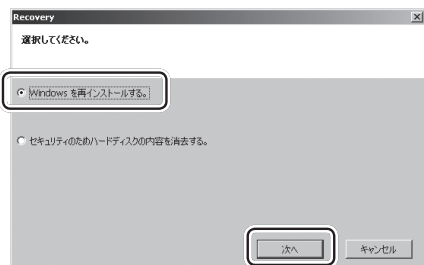 Recovery
選択してください。
Windows を再インストールする。
セキュリティのためハードディスクの内容を消去する。
次へ
キャンセル